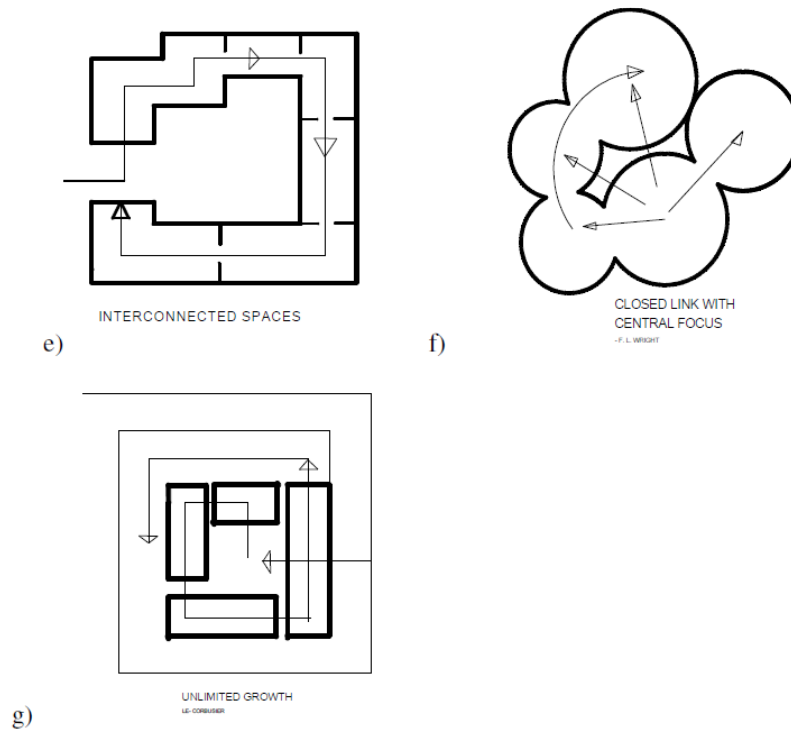 INTERCONNECTED SPACES
e)
CLOSED LINK WITH
CENTRAL FOCUS
- F. L. WRIGHT
f)
UNLIMITED GROWTH
LE- CORBUSIER
g)